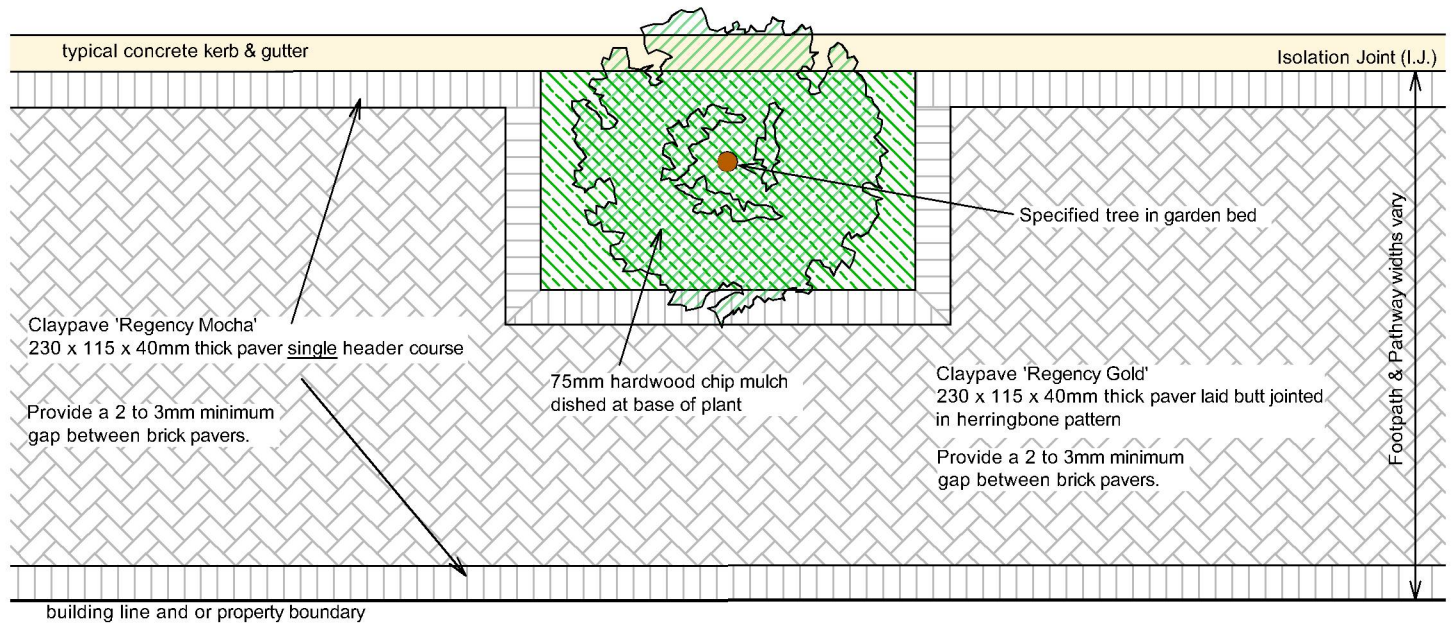 typical concrete kerb & gutter
Isolation Joint (I.J.)
Specified tree in garden bed
Footpath & Pathway widths vary
Claypave 'Regency Mocha'
230 x 115 x 40mm thick paver single header course
Provide a 2 to 3mm minimum
gap between brick pavers.
75mm hardwood chip mulch
dished at base of plant
Claypave 'Regency Gold'
230 x 115 x 40mm thick paver laid butt jointed
in herringbone pattern
Provide a 2 to 3mm minimum
gap between brick pavers.
building line and or property boundary